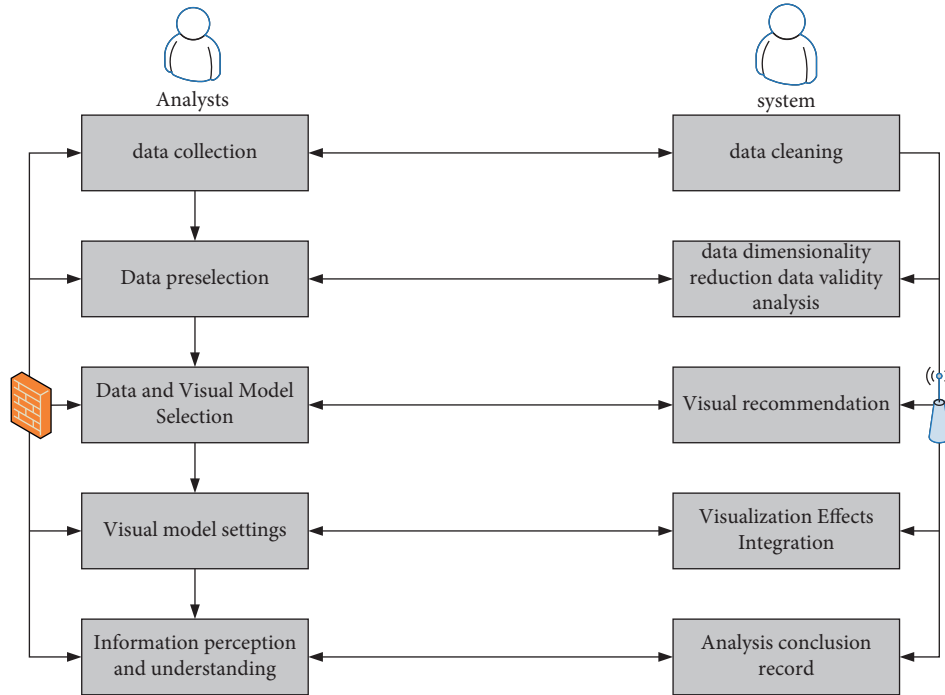 Analysts
system
data collection
data cleaning
Data preselection
data dimensionality
reduction data validity
analysis
Data and Visual Model
Selection
Visual recommendation
Visual model settings
Visualization Effects
Integration
Information perception
and understanding
Analysis conclusion
record